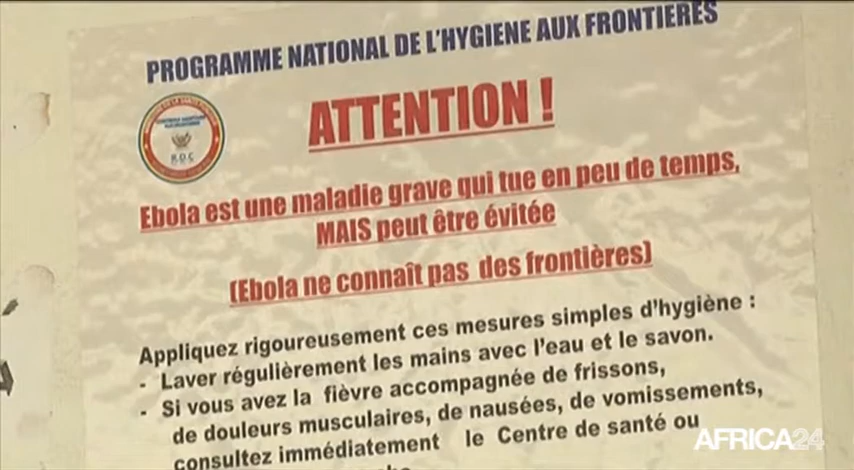 PROGRAMME NATIONAL DE L'HYGIENE AUX FRONTIERES
ATTENTION !
R.D.C
Ebola est une maladie grave qui tue en peu de temps,
MAIS peut être évitée
(Ebola ne connaît pas des frontières)
Appliquez rigoureusement ces mesures simples d'hygiène :
- Laver régulièrement les mains avec l'eau et le savon.
- Si vous avez la fièvre accompagnée de frissons,
de douleurs musculaires, de nausées, de vomissements,
consultez immédiatement le Centre de santé ou
AFRICA24